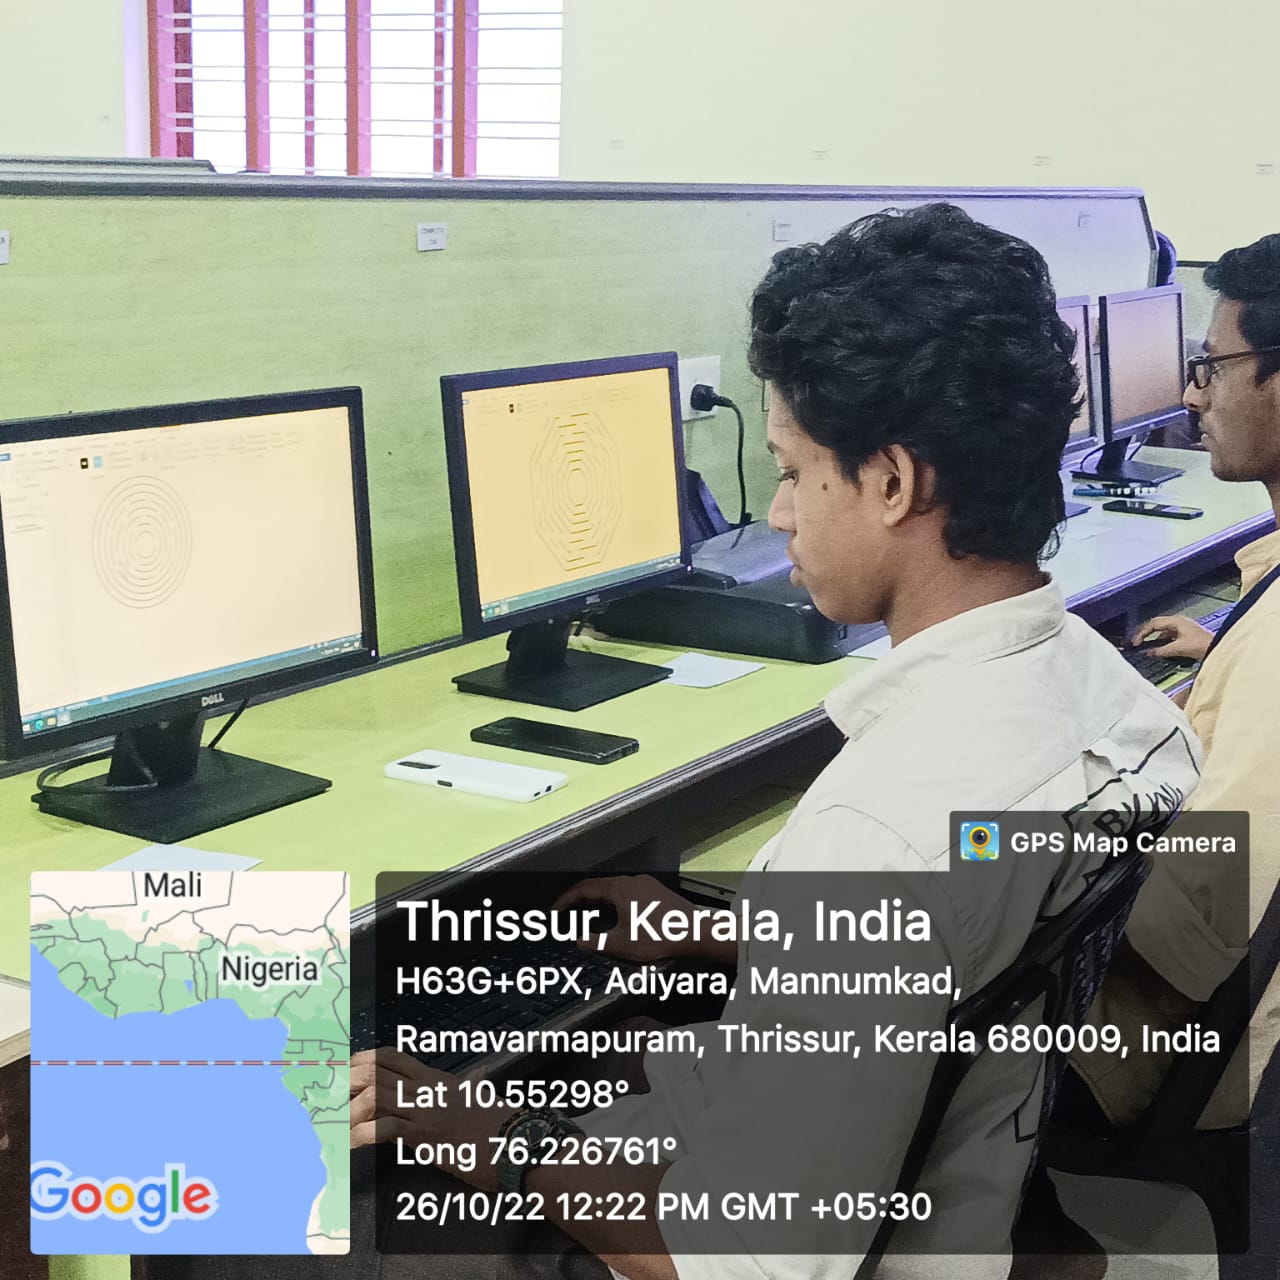 DELL
DELL
GPS Map Camera
Mali
Nigeria
Google
Thrissur, Kerala, India
H63G+6PX, Adiyara, Mannumkad,
Ramavarmapuram, Thrissur, Kerala 680009, India
Lat 10.55298°
Long 76.226761°
26/10/22 12:22 PM GMT +05:30